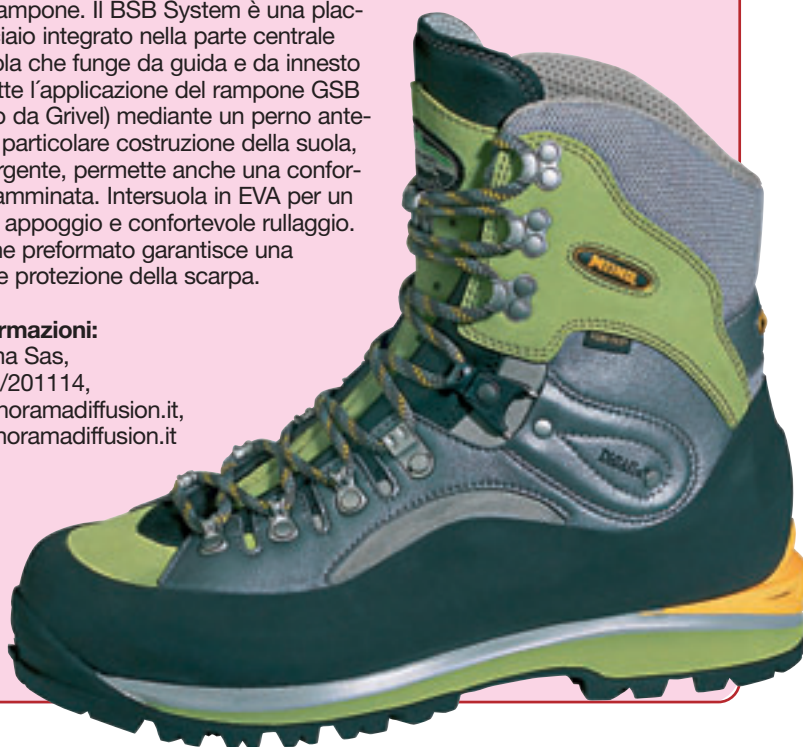 ampone. Il BSB System è una plac-
ciaio integrato nella parte centrale
ola che funge da guida e da innesto
tte l´applicazione del rampone GSB
o da Grivel) mediante un perno ante-
particolare costruzione della suola,
rgente, permette anche una confor-
amminata. Intersuola in EVA per un
appoggio e confortevole rullaggio.
ne preformato garantisce una
e protezione della scarpa.
rmazioni:
na Sas,
/201114,
noramadiffusion.it,
noramadiffusion.it
MEINDL
Digafix